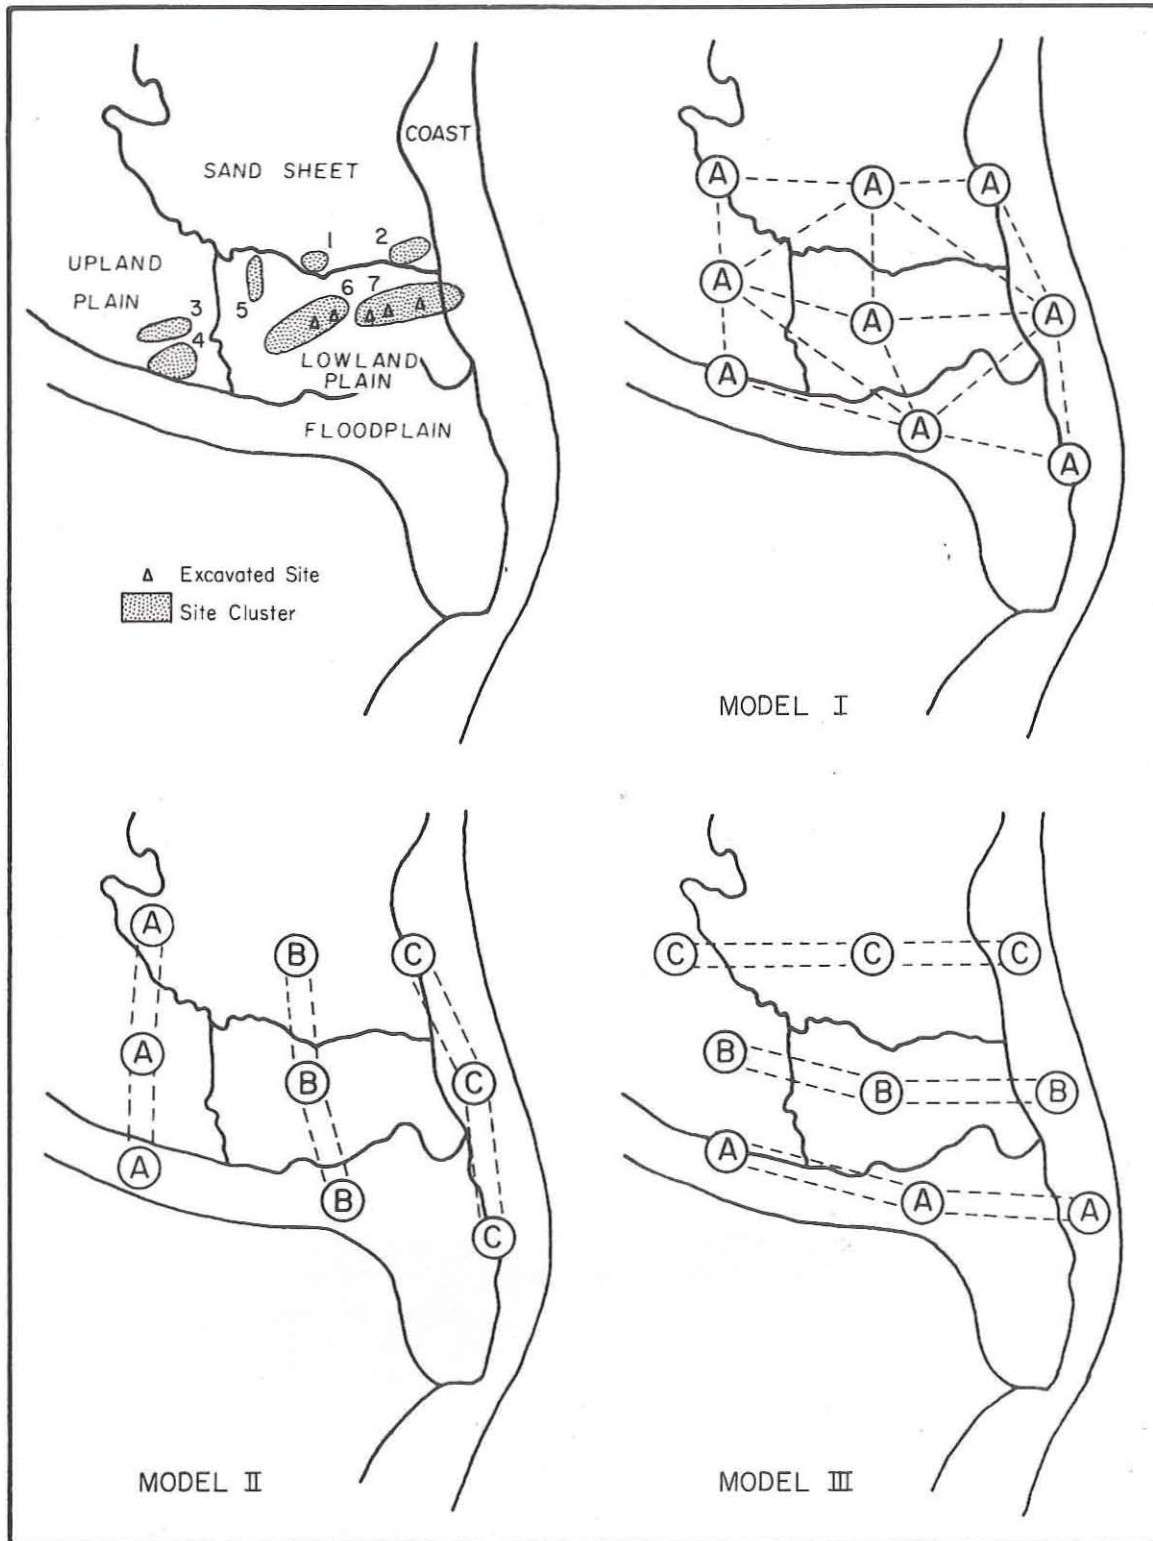 COAST
SAND SHEET
1
2
UPLAND
PLAIN
3
4
5
6
7
LOWLAND
PLAIN
FLOODPLAIN
Excavated Site
Site Cluster
A
A
A
A
A
A
A
A
A
MODEL I
A
B
C
A
B
C
A
B
C
MODEL II
C
C
C
B
B
B
A
A
A
MODEL III